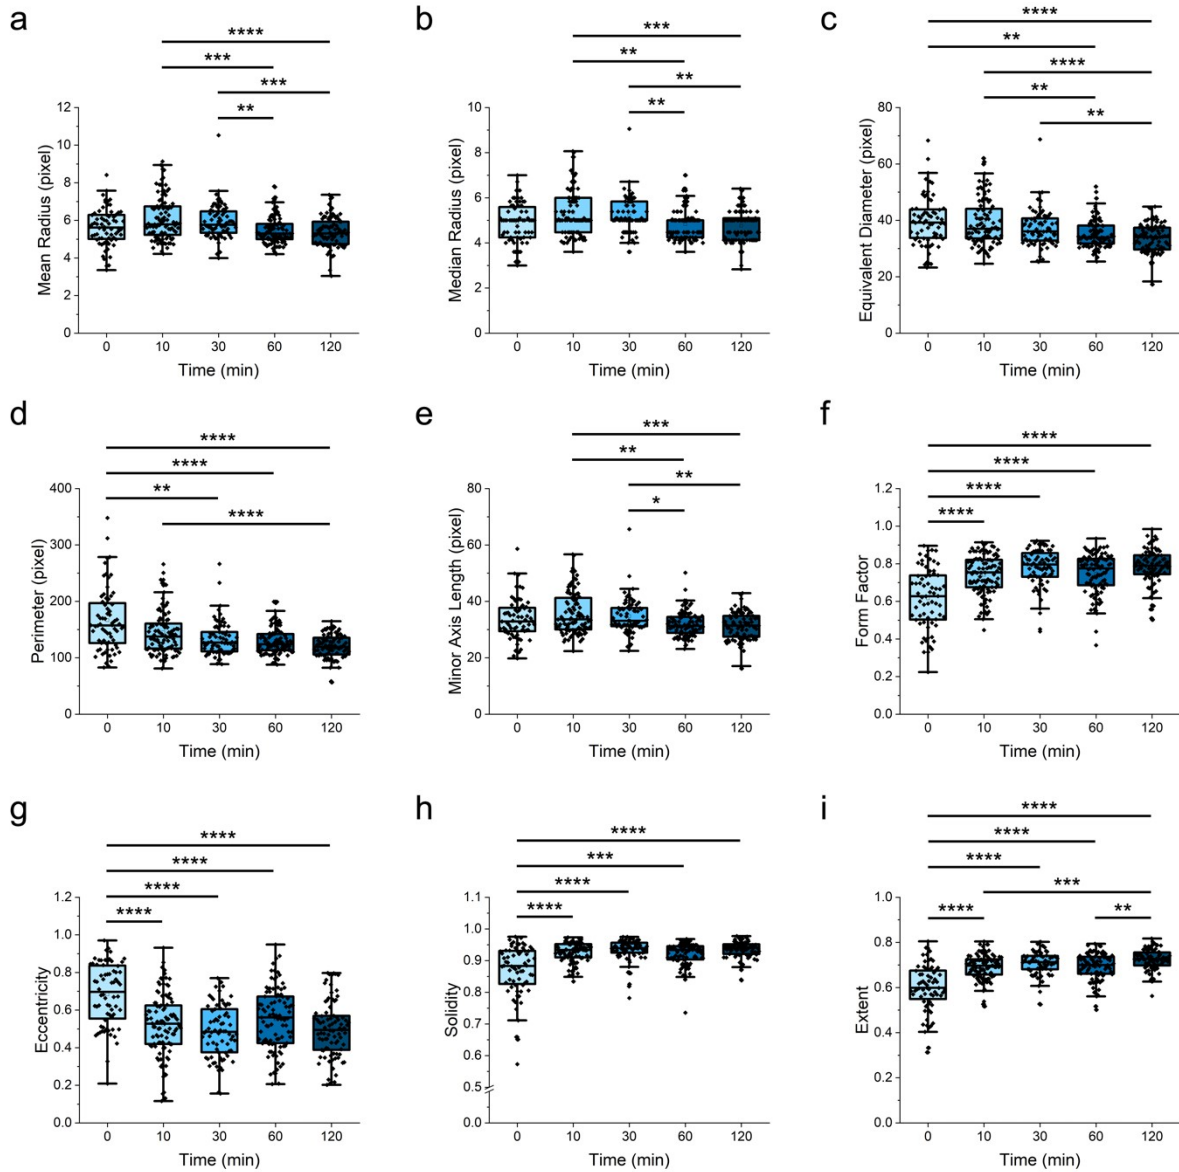 a
****
***
***
**
Mean Radius (pixel)
12
10
8
6
4
2
0
0 10 30 60 120
Time (min)
b
***
**
**
**
Median Radius (pixel)
10
8
6
4
2
0
0 10 30 60 120
Time (min)
c
****
**
****
**
**
Equivalent Diameter (pixel)
80
60
40
20
0
0 10 30 60 120
Time (min)
d
****
****
**
****
Perimeter (pixel)
400
300
200
100
0
0 10 30 60 120
Time (min)
e
***
**
**
*
Minor Axis Length (pixel)
80
60
40
20
0
0 10 30 60 120
Time (min)
f
****
****
****
****
Form Factor
1.2
1.0
0.8
0.6
0.4
0.2
0.0
0 10 30 60 120
Time (min)
g
****
****
****
****
Eccentricity
1.2
1.0
0.8
0.6
0.4
0.2
0.0
0 10 30 60 120
Time (min)
h
****
***
****
****
Solidity
1.1
1.0
0.9
0.8
0.7
0.6
0.5
0.0
0 10 30 60 120
Time (min)
i
****
****
****
***
**** **
Extent
1.0
0.8
0.6
0.4
0.2
0.0
0 10 30 60 120
Time (min)